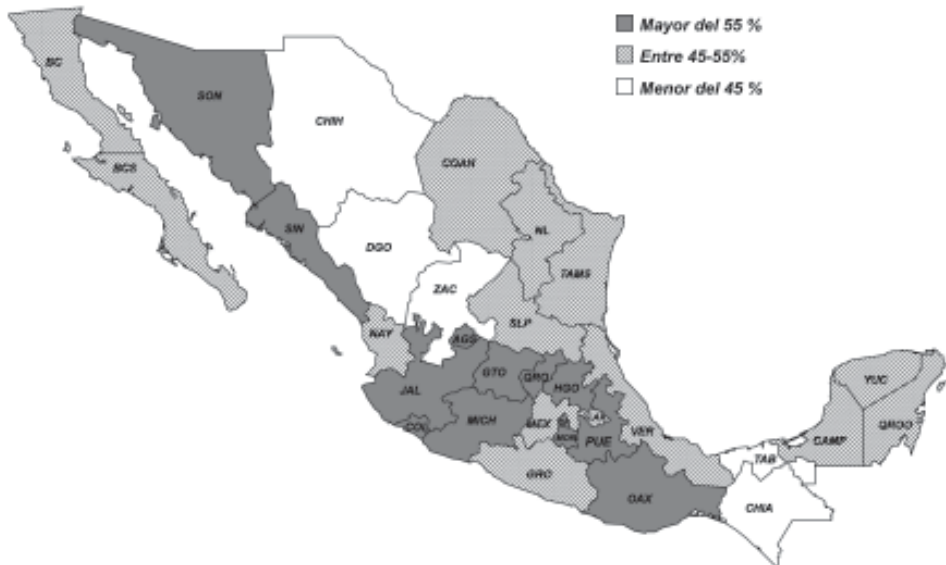 Mayor del 55 %
Entre 45-55%
Menor del 45 %
BC
SON
CHIH
COAH
BCS
SIN
DGO
NL
TAMS
ZAC
SLP
NAY
AGS
JAL
GTO
QRO
HGO
COL
MICH
MEX
MOR
PUE
VER
GRO
OAX
YUC
QROO
CAMP
TAB
CHIA